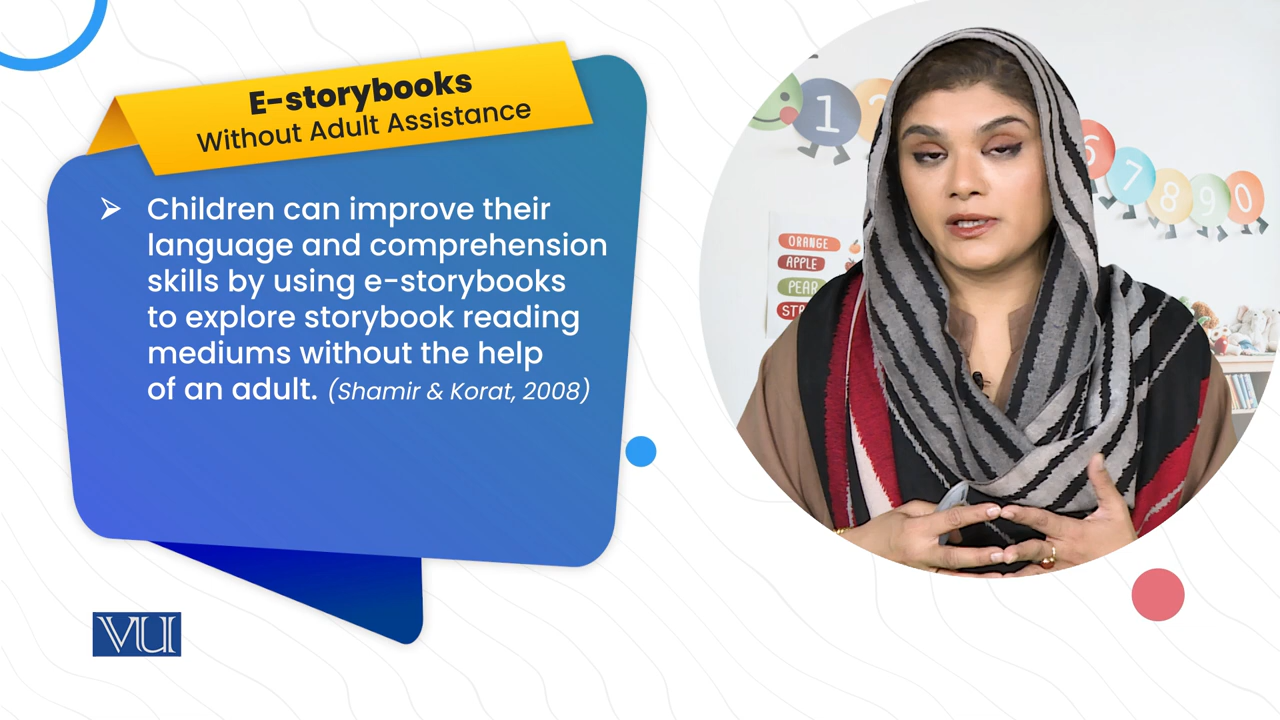 E-storybooks
Without Adult Assistance
➢ Children can improve their
language and comprehension
skills by using e-storybooks
to explore storybook reading
mediums without the help
of an adult. (Shamir & Korat, 2008)
VU
1
6
7
8
9
0
ORANGE
APPLE
PEAR